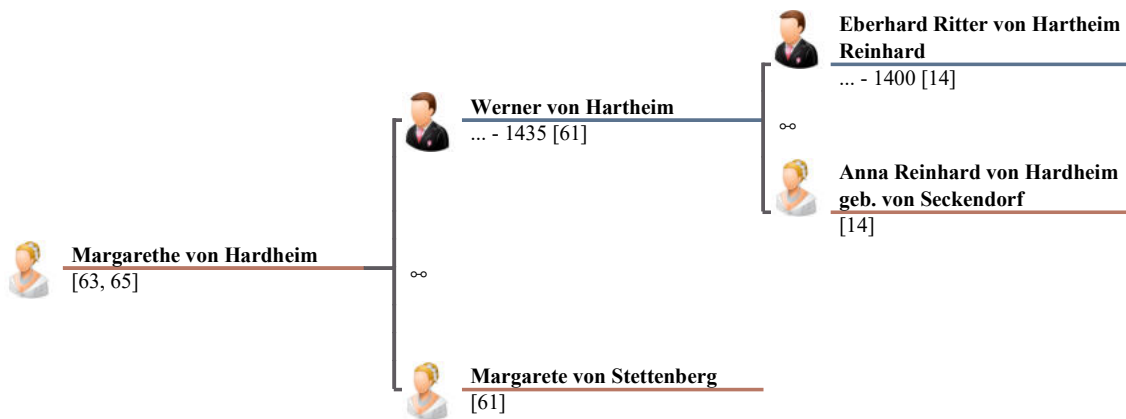 Eberhard Ritter von Hartheim
Reinhard
... - 1400 [14]
Werner von Hartheim
... - 1435 [61]
Anna Reinhard von Hardheim
geb. von Seckendorf
[14]
Margarethe von Hardheim
[63, 65]
Margarete von Stettenberg
[61]